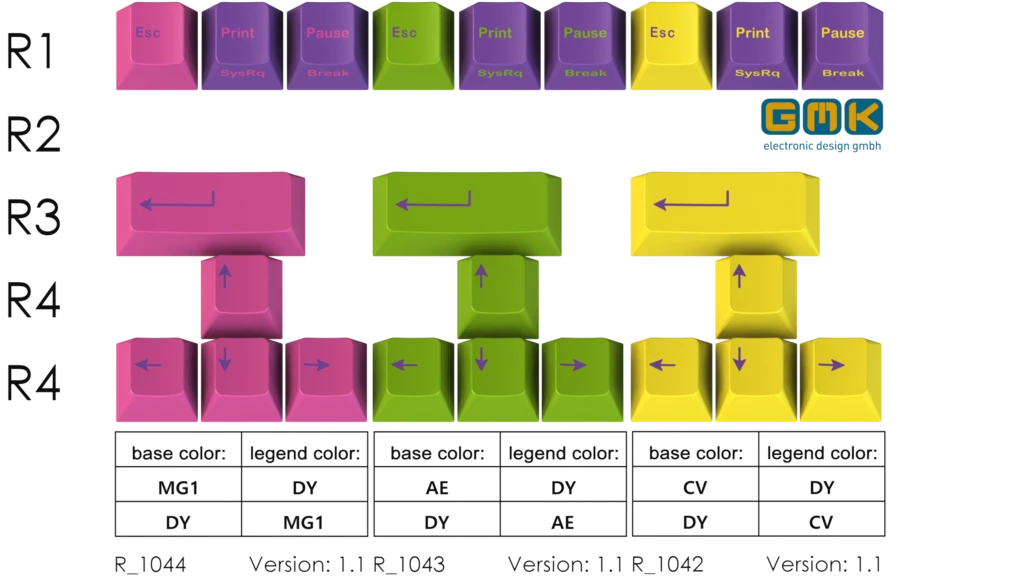 R1
Esc Print Pause Esc Print Pause Esc Print Pause
SysRq Break SysRq Break SysRq Break
R2
GMK
electronic design gmbh
R3
R4
R4
base color: legend color: base color: legend color: base color: legend color:
MG1 DY AE DY CV DY
DY MG1 DY AE DY CV
R_1044 Version: 1.1 R_1043 Version: 1.1 R_1042 Version: 1.1